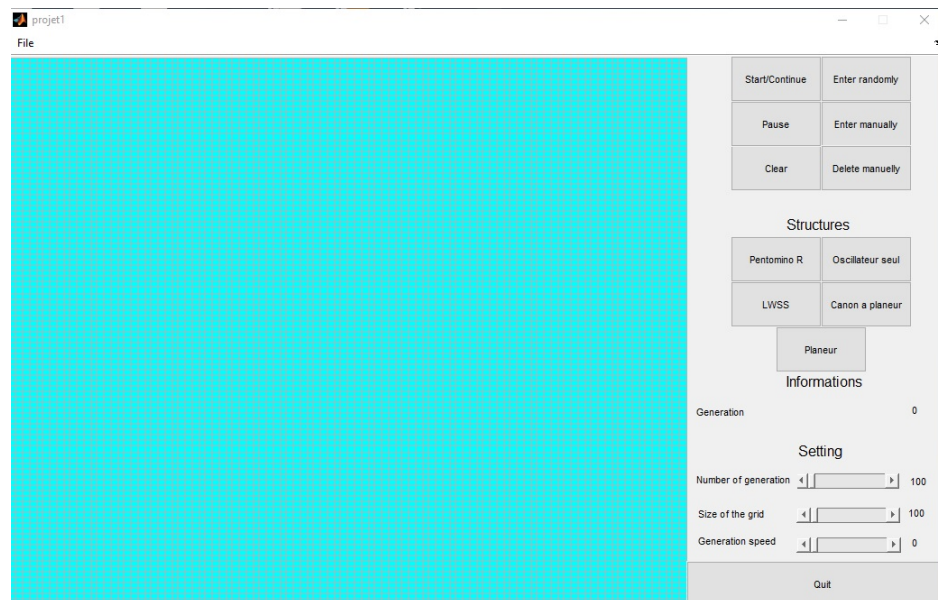 projet1
File
Start/Continue Enter randomly
Pause Enter manually
Clear Delete manuelly
Structures
Pentomino R Oscillateur seul
LWSS Canon a planeur
Planeur
Informations
Generation 0
Setting
Number of generation 100
Size of the grid 100
Generation speed 0
Quit